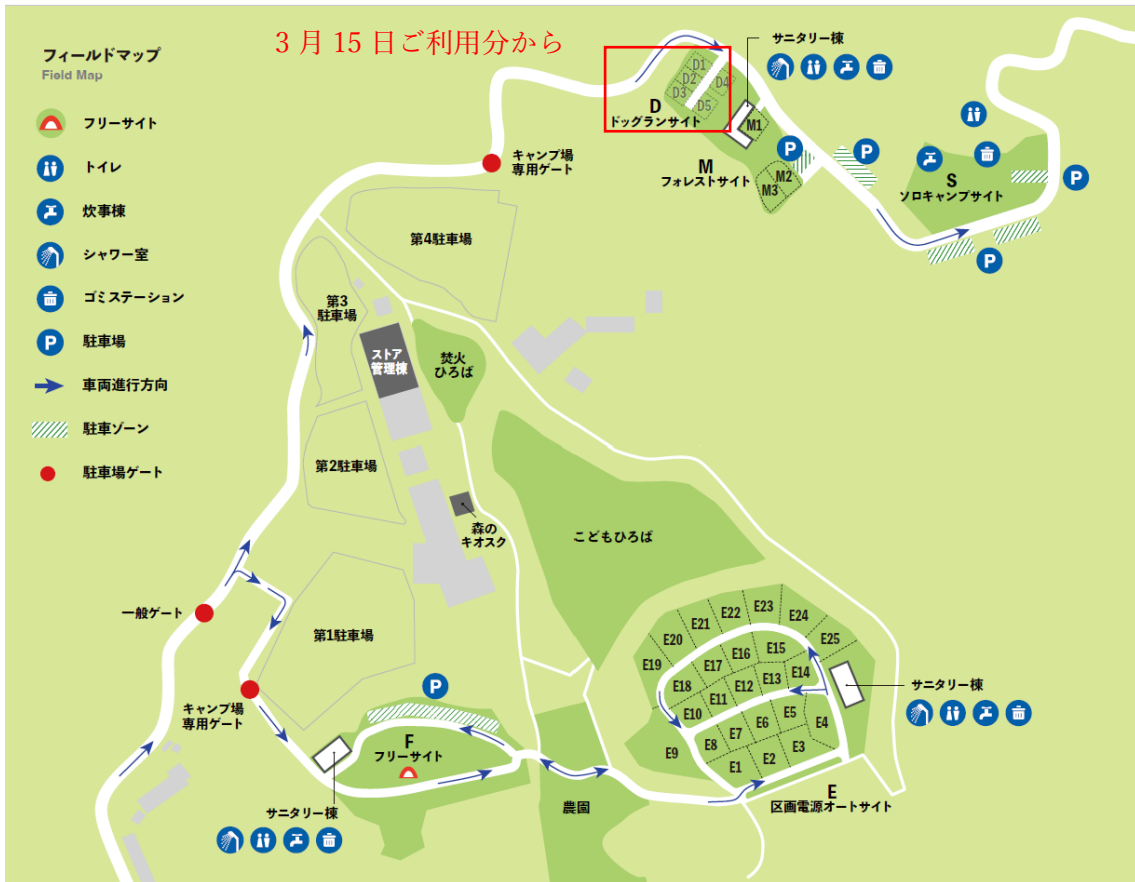 3月15日ご利用分から
フィールドマップ
Field Map
フリーサイト
トイレ
炊事棟
シャワー室
ゴミステーション
P
駐車場
車両進行方向
駐車ゾーン
駐車場ゲート
サニタリー棟
D1
D2
D3
D4
D5
D
ドッグランサイト
M1
M2
M3
M
フォレストサイト
P
P
S
ソロキャンプサイト
P
P
キャンプ場
専用ゲート
第4駐車場
第3
駐車場
ストア
管理棟
焚火
ひろば
第2駐車場
森の
キオスク
こどもひろば
一般ゲート
第1駐車場
キャンプ場
専用ゲート
P
F
フリーサイト
サニタリー棟
農園
E19
E20
E21
E22
E23
E24
E25
E18
E17
E16
E15
E14
E10
E11
E12
E13
E9
E8
E7
E6
E5
E4
E1
E2
E3
サニタリー棟
E
区画電源オートサイト